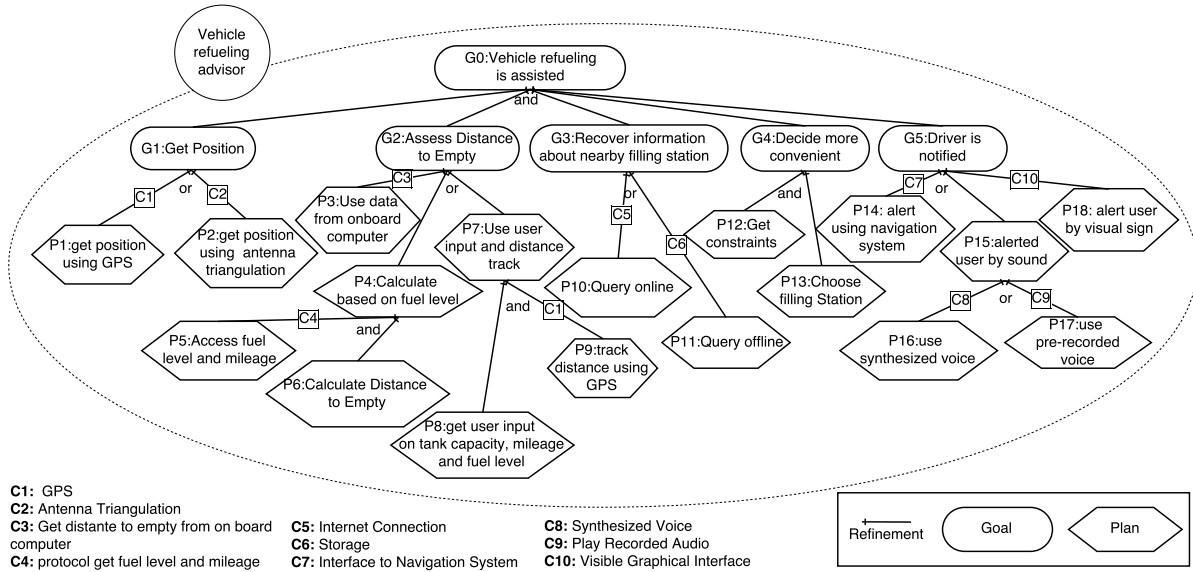 Vehicle
refueling
advisor
G0:Vehicle refueling
is assisted
and
G1:Get Position
G2:Assess Distance
to Empty
G3:Recover information
about nearby filling station
G4:Decide more
convenient
G5:Driver is
notified
C1
or
C2
C3
or
or
C5
C6
and
C7
or
C10
P1:get position
using GPS
P2:get position
using antenna
triangulation
P3:Use data
from onboard
computer
P7:Use user
input and distance
track
P12:Get
constraints
P14: alert
using navigation
system
P15:alerted
user by sound
P18: alert user
by visual sign
P4:Calculate
based on fuel level
P10:Query online
P13:Choose
filling Station
C4
and
and
C1
C8
or
C9
P5:Access fuel
level and mileage
P11:Query offline
P16:use
synthesized voice
P17:use
pre-recorded
voice
P9:track
distance using
GPS
P6:Calculate Distance
to Empty
P8:get user input
on tank capacity, mileage
and fuel level
C1: GPS
C2: Antenna Triangulation
C3: Get distante to empty from on board
computer
C4: protocol get fuel level and mileage
C5: Internet Connection
C6: Storage
C7: Interface to Navigation System
C8: Synthesized Voice
C9: Play Recorded Audio
C10: Visible Graphical Interface
Refinement
Goal
Plan